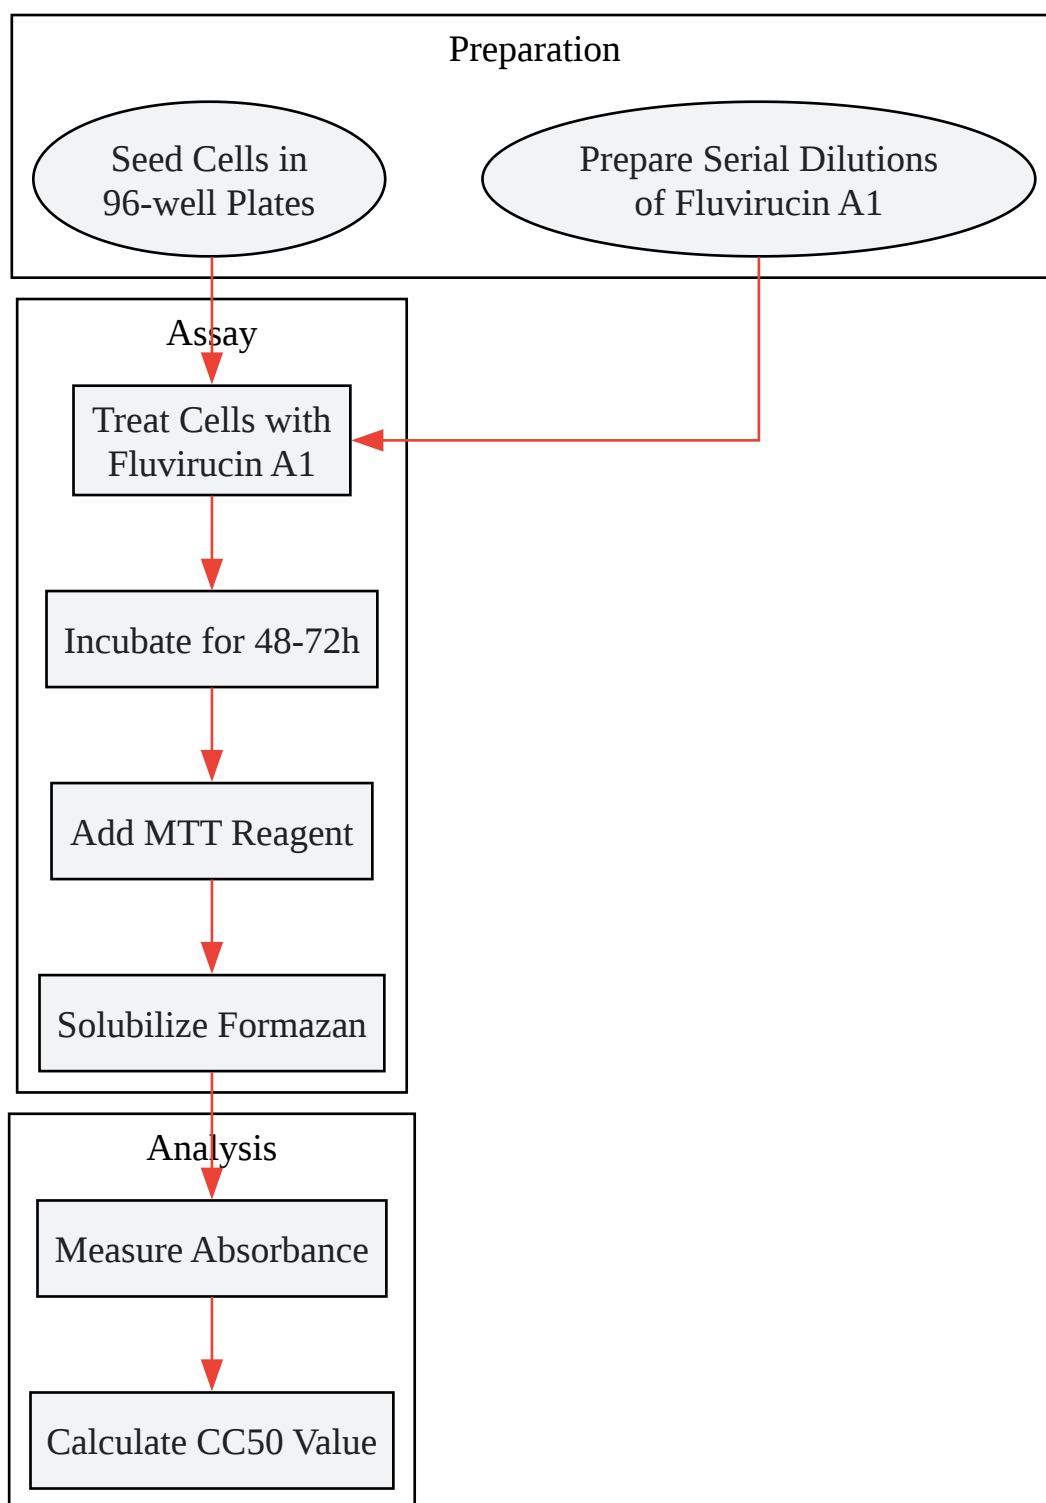 Preparation
Seed Cells in
96-well Plates
Prepare Serial Dilutions
of Fluvirucin A1
Assay
Treat Cells with
Fluvirucin A1
Incubate for 48-72h
Add MTT Reagent
Solubilize Formazan
Analysis
Measure Absorbance
Calculate CC50 Value